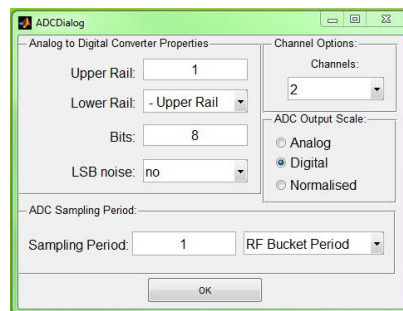 ADCDialog
Analog to Digital Converter Properties
Upper Rail: 1
Lower Rail: - Upper Rail
Bits: 8
LSB noise: no
Channel Options:
Channels:
2
ADC Output Scale:
Analog
Digital
Normalised
ADC Sampling Period:
Sampling Period: 1 RF Bucket Period
OK